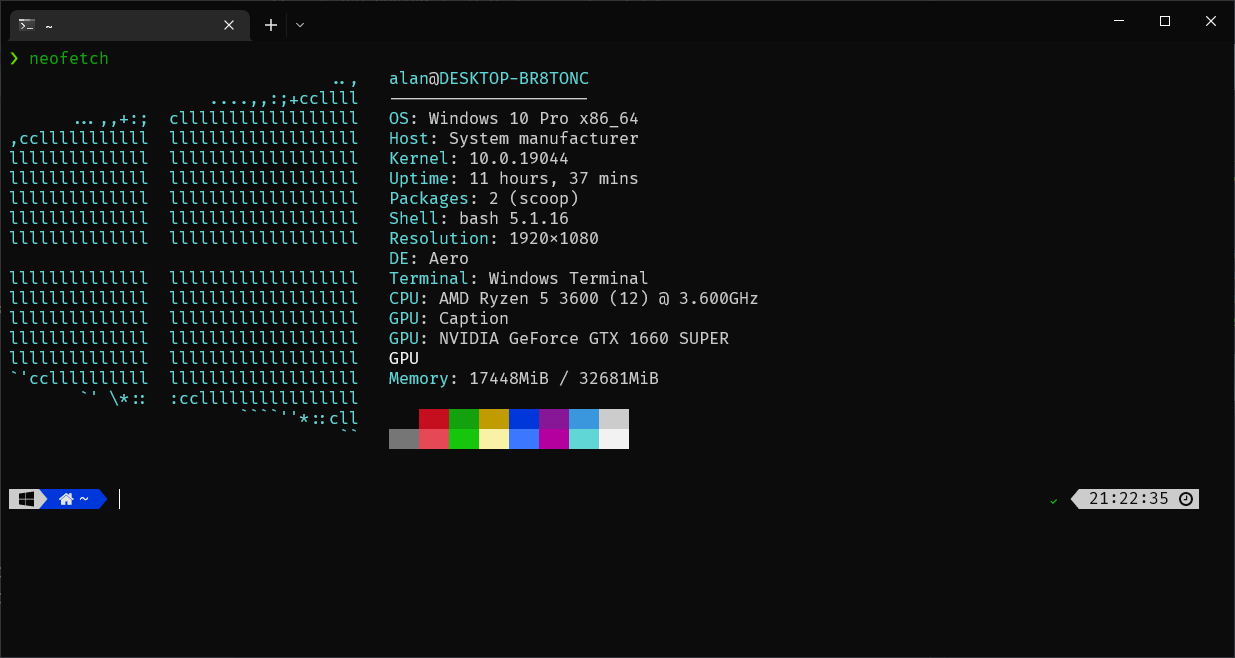 ~
❯ neofetch
..,
....,,:;+ccllll
...,,+:;  cllllllllllllllllll
,cclllllllllll  lllllllllllllllllll
llllllllllllll  lllllllllllllllllll
llllllllllllll  lllllllllllllllllll
llllllllllllll  lllllllllllllllllll
llllllllllllll  lllllllllllllllllll
llllllllllllll  lllllllllllllllllll
llllllllllllll  lllllllllllllllllll
llllllllllllll  lllllllllllllllllll
llllllllllllll  lllllllllllllllllll
llllllllllllll  lllllllllllllllllll
llllllllllllll  lllllllllllllllllll
`'ccllllllllll  lllllllllllllllllll
`' \*::  :ccllllllllllllllll
````''*::cll
``
alan@DESKTOP-BR8TONC
--------------------
OS: Windows 10 Pro x86_64
Host: System manufacturer
Kernel: 10.0.19044
Uptime: 11 hours, 37 mins
Packages: 2 (scoop)
Shell: bash 5.1.16
Resolution: 1920x1080
DE: Aero
Terminal: Windows Terminal
CPU: AMD Ryzen 5 3600 (12) @ 3.600GHz
GPU: Caption
GPU: NVIDIA GeForce GTX 1660 SUPER
GPU
Memory: 17448MiB / 32681MiB
~
21:22:35